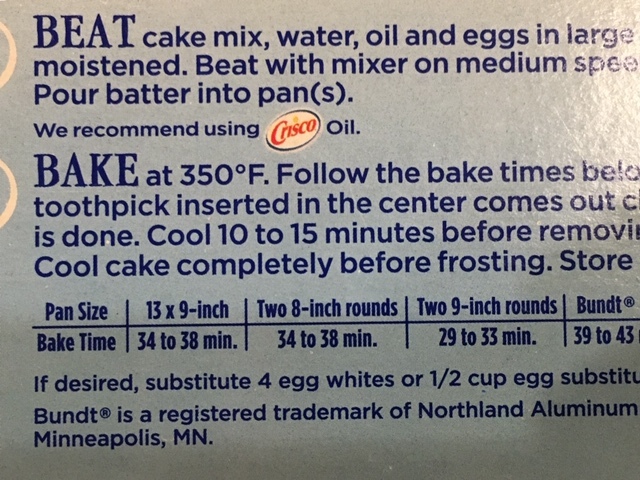 BEAT cake mix, water, oil and eggs in large
moistened. Beat with mixer on medium spee
Pour batter into pan(s).
We recommend using Crisco Oil.
BAKE at 350°F. Follow the bake times belo
toothpick inserted in the center comes out cl
is done. Cool 10 to 15 minutes before removi
Cool cake completely before frosting. Store
Pan Size 13 x 9-inch Two 8-inch rounds Two 9-inch rounds Bundt®
Bake Time 34 to 38 min. 34 to 38 min. 29 to 33 min. 39 to 43
If desired, substitute 4 egg whites or 1/2 cup egg substitu
Bundt® is a registered trademark of Northland Aluminum
Minneapolis, MN.